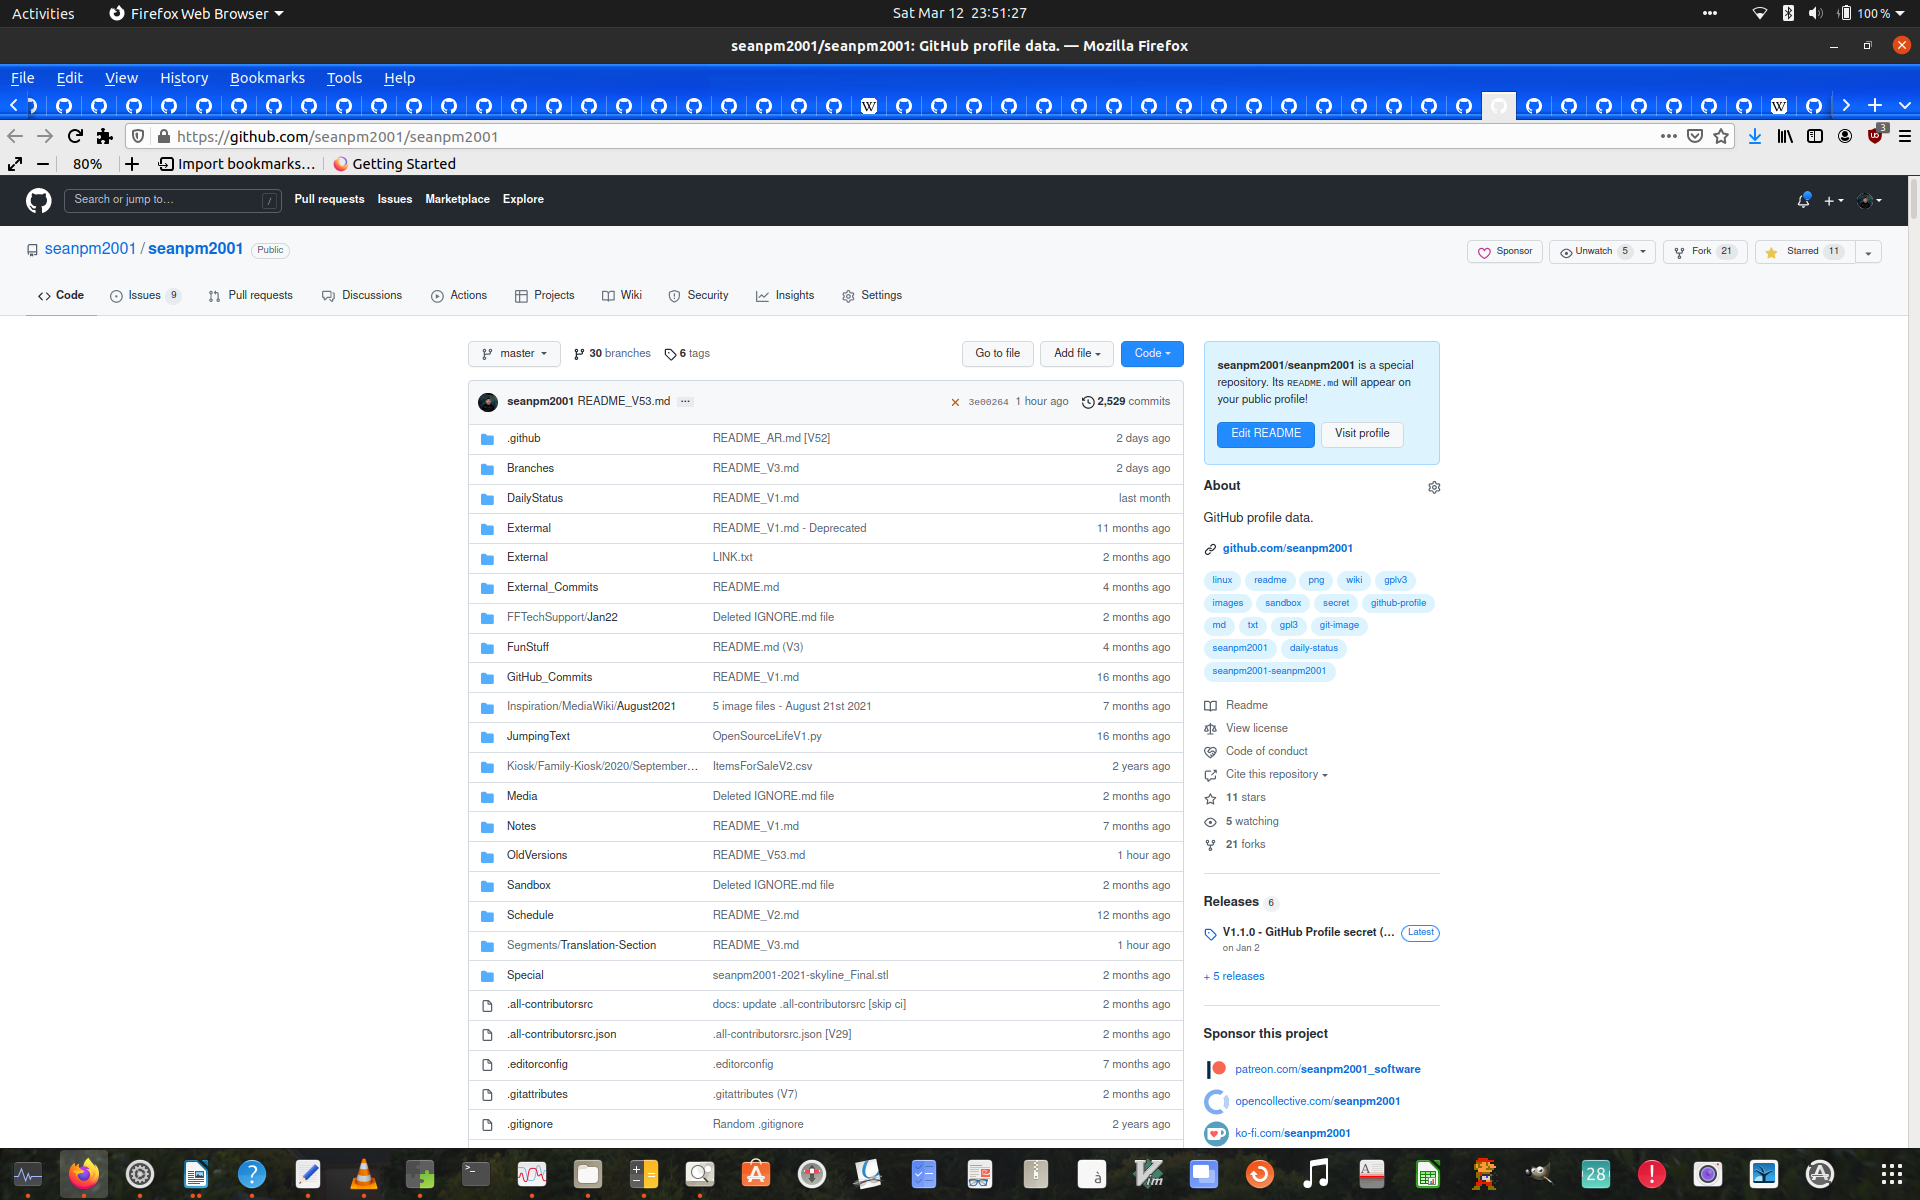 Activities Firefox Web Browser Sat Mar 12 23:51:27 100 %
seanpm2001/seanpm2001: GitHub profile data. — Mozilla Firefox
File Edit View History Bookmarks Tools Help
https://github.com/seanpm2001/seanpm2001 3
80% Import bookmarks... Getting Started
Search or jump to... / Pull requests Issues Marketplace Explore
seanpm2001 / seanpm2001 Public Sponsor Unwatch 5 Fork 21 Starred 11
Code Issues 9 Pull requests Discussions Actions Projects Wiki Security Insights Settings
master 30 branches 6 tags Go to file Add file Code
seanpm2001 README_V53.md ... 3e00264 1 hour ago 2,529 commits
.github README_AR.md [V52] 2 days ago
Branches README_V3.md 2 days ago
DailyStatus README_V1.md last month
Extermal README_V1.md - Deprecated 11 months ago
External LINK.txt 2 months ago
External_Commits README.md 4 months ago
FFTechSupport/Jan22 Deleted IGNORE.md file 2 months ago
FunStuff README.md (V3) 4 months ago
GitHub_Commits README_V1.md 16 months ago
Inspiration/MediaWiki/August2021 5 image files - August 21st 2021 7 months ago
JumpingText OpenSourceLifeV1.py 16 months ago
Kiosk/Family-Kiosk/2020/September... ItemsForSaleV2.csv 2 years ago
Media Deleted IGNORE.md file 2 months ago
Notes README_V1.md 7 months ago
OldVersions README_V53.md 1 hour ago
Sandbox Deleted IGNORE.md file 2 months ago
Schedule README_V2.md 12 months ago
Segments/Translation-Section README_V3.md 1 hour ago
Special seanpm2001-2021-skyline_Final.stl 2 months ago
.all-contributorsrc docs: update .all-contributorsrc [skip ci] 2 months ago
.all-contributorsrc.json .all-contributorsrc.json [V29] 2 months ago
.editorconfig .editorconfig 7 months ago
.gitattributes .gitattributes (V7) 2 months ago
.gitignore Random .gitignore 2 years ago
seanpm2001/seanpm2001 is a special
repository. Its README.md will appear on
your public profile!
Edit README Visit profile
About
GitHub profile data.
github.com/seanpm2001
linux readme png wiki gplv3
images sandbox secret github-profile
md txt gpl3 git-image
seanpm2001 daily-status
seanpm2001-seanpm2001
Readme
View license
Code of conduct
Cite this repository
11 stars
5 watching
21 forks
Releases 6
V1.1.0 - GitHub Profile secret (... Latest
on Jan 2
+ 5 releases
Sponsor this project
patreon.com/seanpm2001_software
opencollective.com/seanpm2001
ko-fi.com/seanpm2001
28